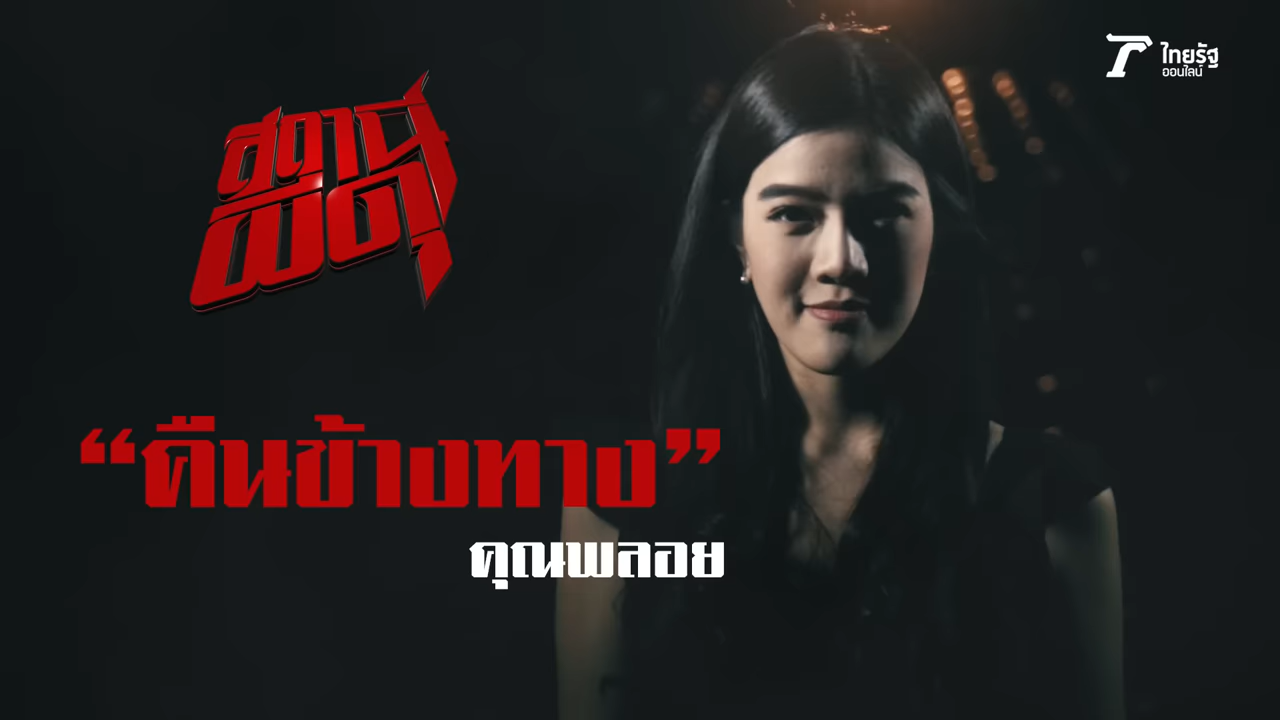 ไทยรัฐ
ออนไลน์
สถานี
ผีดุ
“คืนข้างทาง”
คุณพลอย